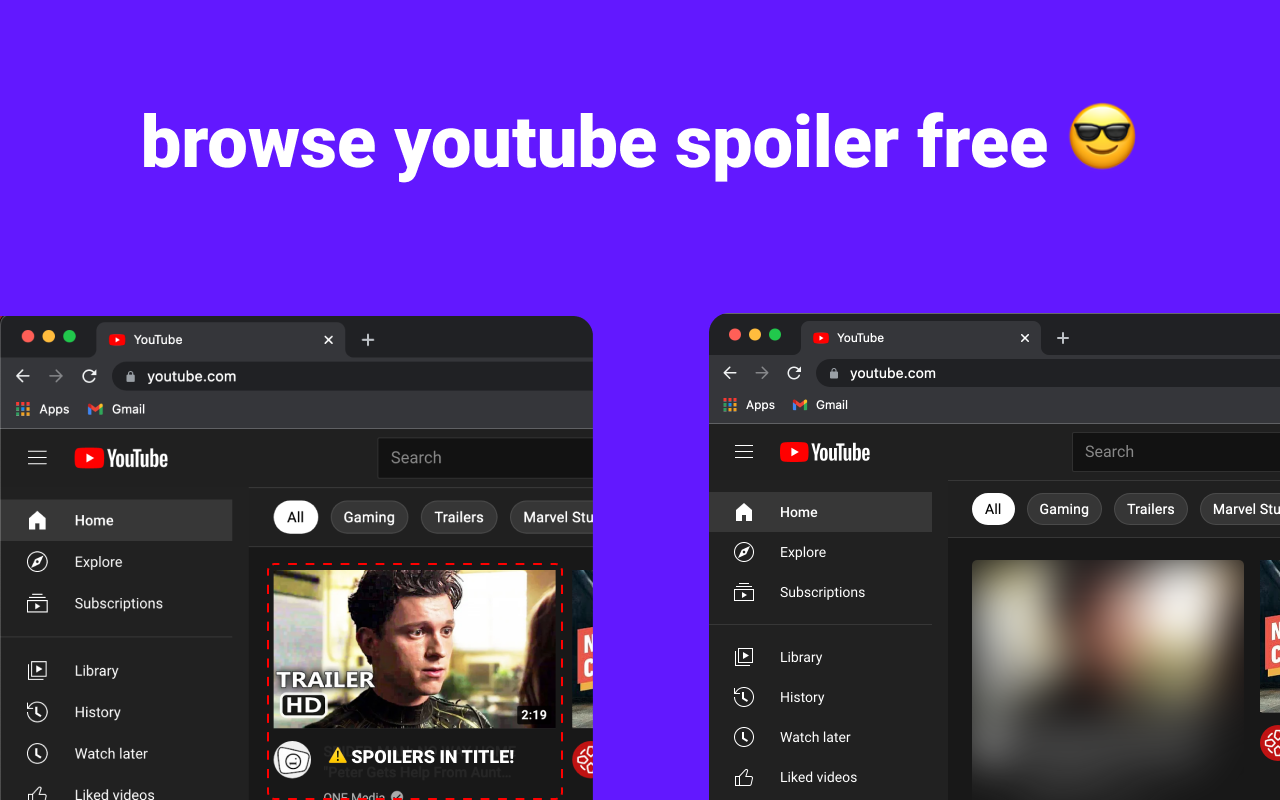 browse youtube spoiler free 😎
YouTube
youtube.com
Apps
Gmail
YouTube
Search
Home
Explore
Subscriptions
Library
History
Watch later
Liked videos
All
Gaming
Trailers
Marvel Stu
TRAILER
HD
2:19
⚠️ SPOILERS IN TITLE!
"Peter Gets Help From Aunt...
ONE Media
YouTube
youtube.com
Apps
Gmail
YouTube
Search
Home
Explore
Subscriptions
Library
History
Watch later
Liked videos
All
Gaming
Trailers
Marvel Stu